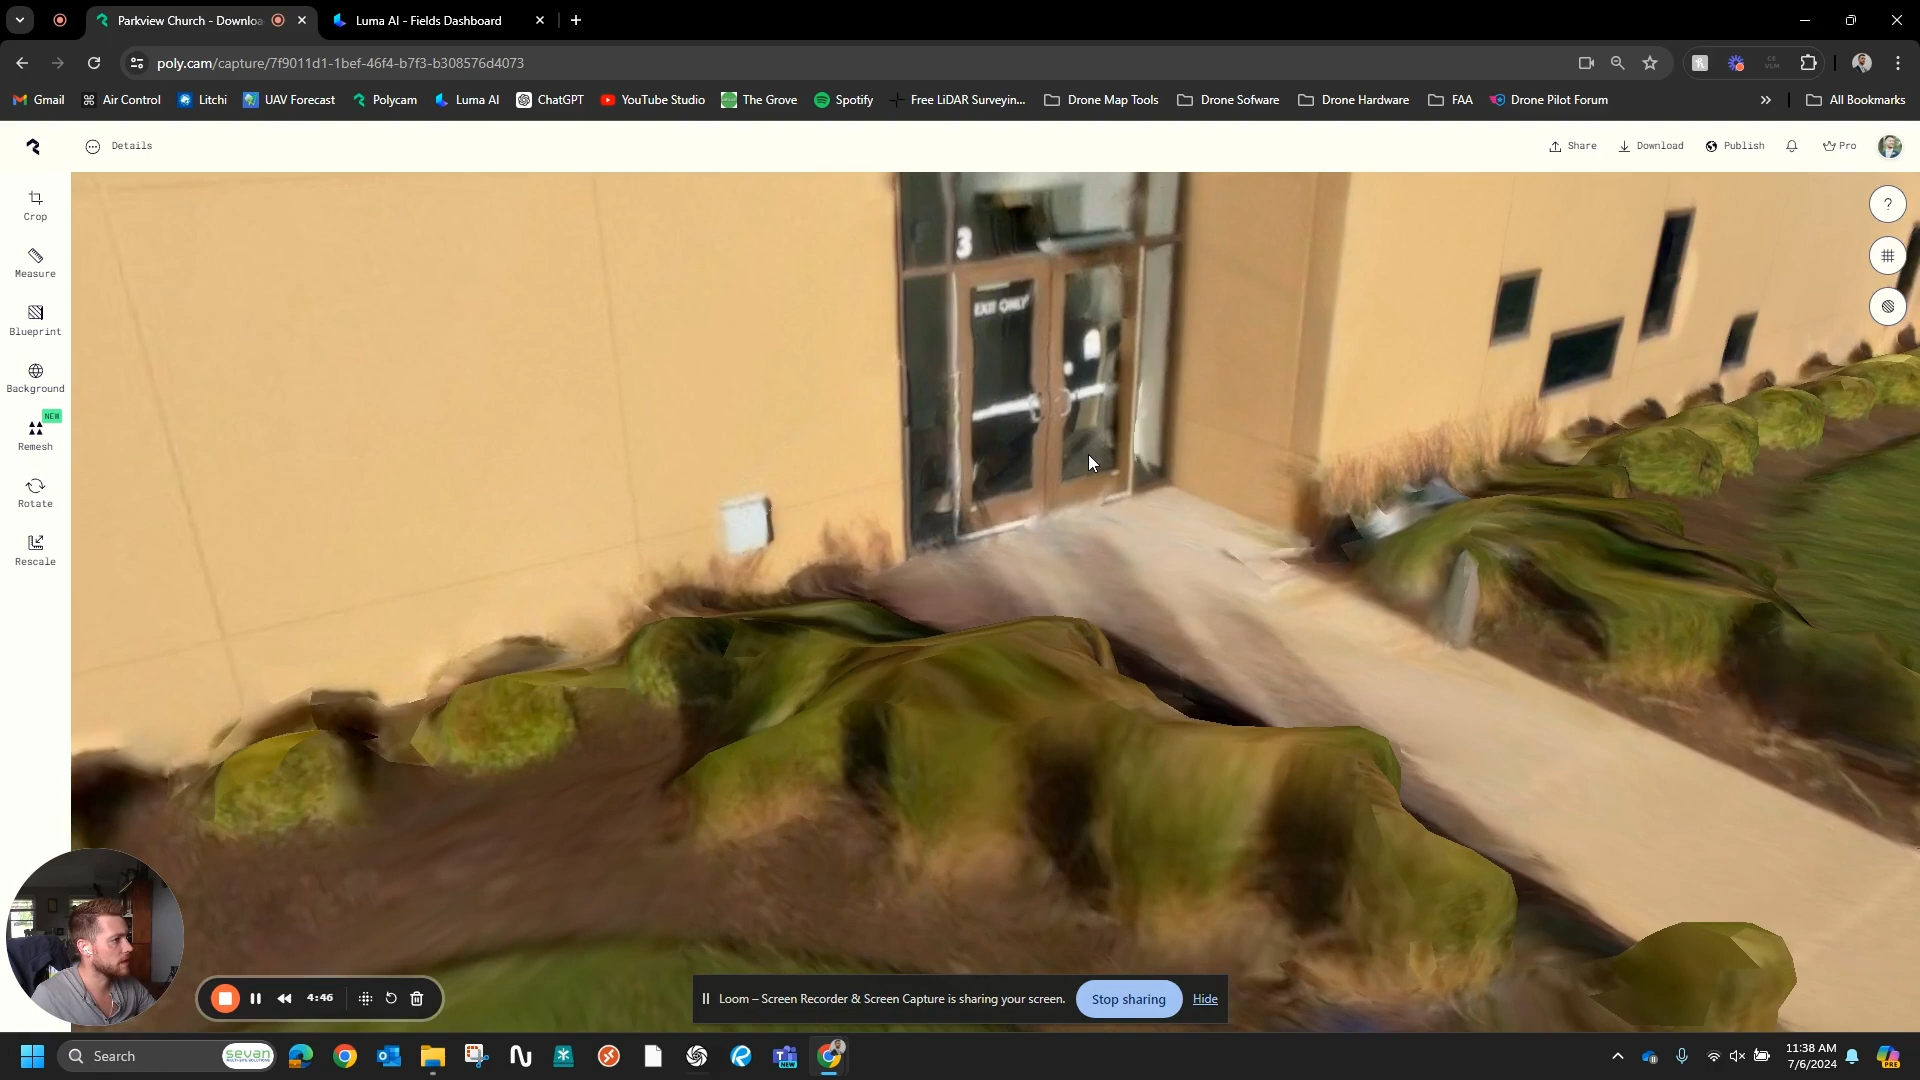 Parkview Church - Downloa
Luma AI - Fields Dashboard
poly.cam/capture/7f9011d1-1bef-46f4-b7f3-b308576d4073
Gmail
Air Control
Litchi
UAV Forecast
Polycam
Luma AI
ChatGPT
YouTube Studio
The Grove
Spotify
Free LiDAR Surveyin...
Drone Map Tools
Drone Sofware
Drone Hardware
FAA
Drone Pilot Forum
All Bookmarks
Details
Share
Download
Publish
Pro
Crop
Measure
Blueprint
Background
NEW
Remesh
Rotate
Rescale
?
3
EXIT ONLY
4:46
Loom – Screen Recorder & Screen Capture is sharing your screen.
Stop sharing
Hide
Search
sevan
NEW
11:38 AM
7/6/2024
PRE